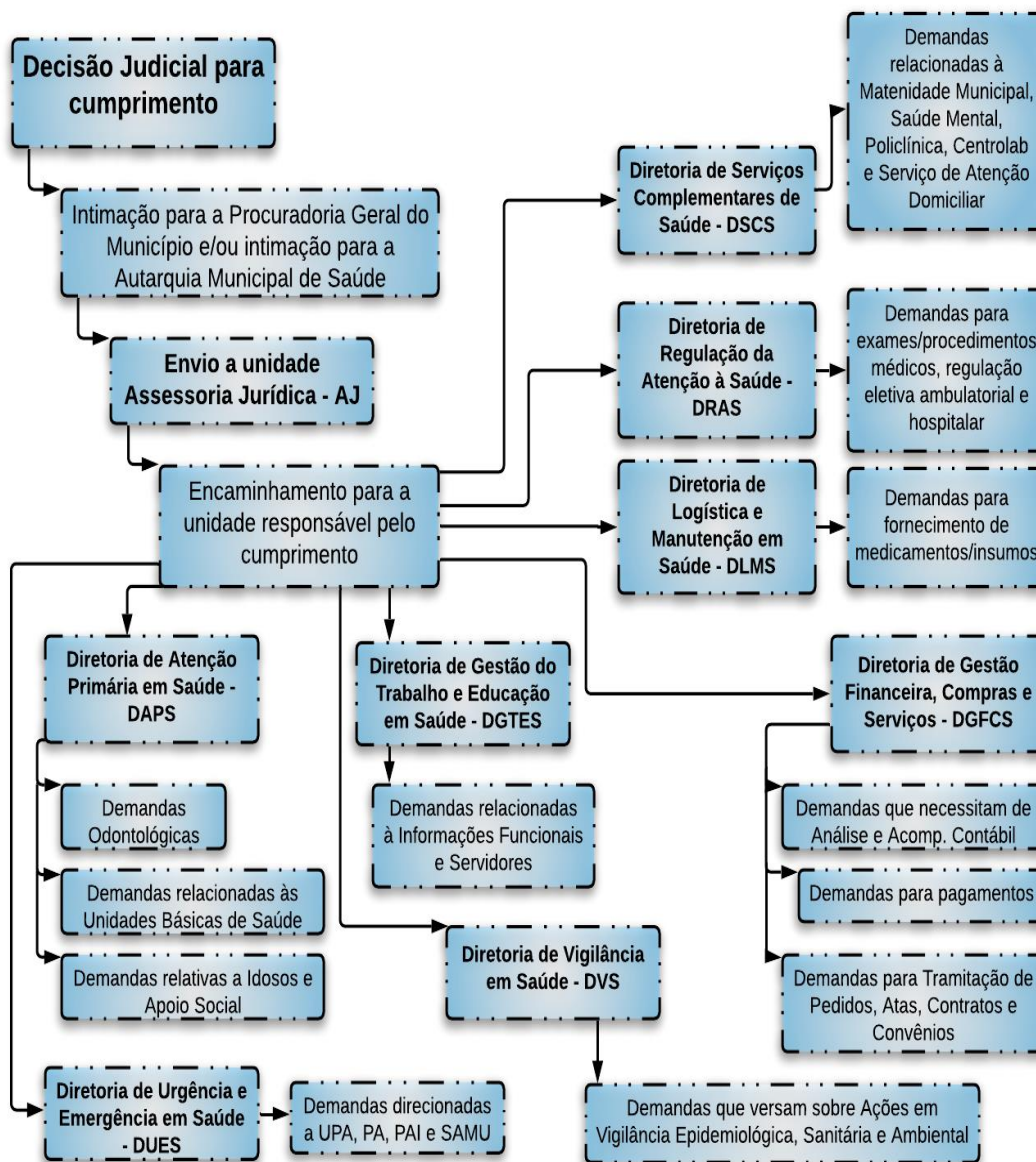 Decisão Judicial para
cumprimento
Intimação para a Procuradoria Geral do
Município e/ou intimação para a
Autarquia Municipal de Saúde
Envio a unidade
Assessoria Jurídica - AJ
Encaminhamento para a
unidade responsável pelo
cumprimento
Diretoria de Serviços
Complementares de
Saúde - DSCS
Demandas
relacionadas à
Matenidade Municipal,
Saúde Mental,
Policlínica, Centrolab
e Serviço de Atenção
Domiciliar
Diretoria de
Regulação da
Atenção à Saúde -
DRAS
Demandas para
exames/procedimentos
médicos, regulação
eletiva ambulatorial e
hospitalar
Diretoria de
Logística e
Manutenção em
Saúde - DLMS
Demandas para
fornecimento de
medicamentos/insumos
Diretoria de Atenção
Primária em Saúde -
DAPS
Demandas
Odontológicas
Demandas relacionadas às
Unidades Básicas de Saúde
Demandas relativas a Idosos e
Apoio Social
Diretoria de Gestão do
Trabalho e Educação
em Saúde - DGTES
Demandas relacionadas
à Informações Funcionais
e Servidores
Diretoria de Gestão
Financeira, Compras e
Serviços - DGFCS
Demandas que necessitam de
Análise e Acomp. Contábil
Demandas para pagamentos
Demandas para Tramitação de
Pedidos, Atas, Contratos e
Convênios
Diretoria de Vigilância
em Saúde - DVS
Demandas que versam sobre Ações em
Vigilância Epidemiológica, Sanitária e Ambiental
Diretoria de Urgência e
Emergência em Saúde
- DUES
Demandas direcionadas
a UPA, PA, PAI e SAMU